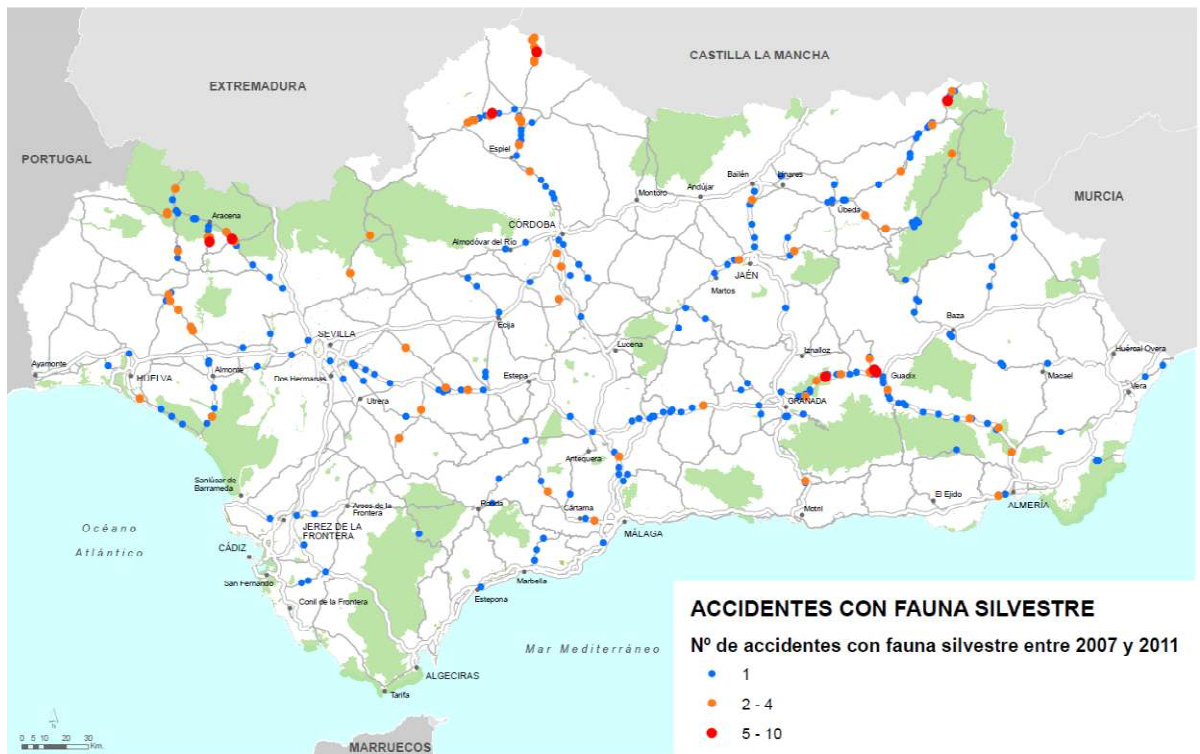 CASTILLA LA MANCHA
EXTREMADURA
PORTUGAL
MURCIA
Espiel
Bailén
Linares
Andújar
Montoro
Aracena
Úbeda
CÓRDOBA
Almodóvar del Río
JAÉN
Martos
Baza
Ecija
SEVILLA
Lucena
Iznalloz
Huércal-Overa
Ayamonte
HUELVA
Almonte
Dos Hermanas
Estepa
Guadix
Macael
Vera
Utrera
GRANADA
Antequera
Sanlúcar de
Barrameda
Arcos de la
Frontera
Ronda
Cártama
El Ejido
ALMERÍA
Motril
JEREZ DE LA
FRONTERA
MÁLAGA
Océano
Atlántico
CÁDIZ
San Fernando
Marbella
Estepona
Conil de la Frontera
Mar Mediterráneo
ALGECIRAS
Tarifa
MARRUECOS
N
0 5 10 20 30
Km.
ACCIDENTES CON FAUNA SILVESTRE
Nº de accidentes con fauna silvestre entre 2007 y 2011
1
2 - 4
5 - 10